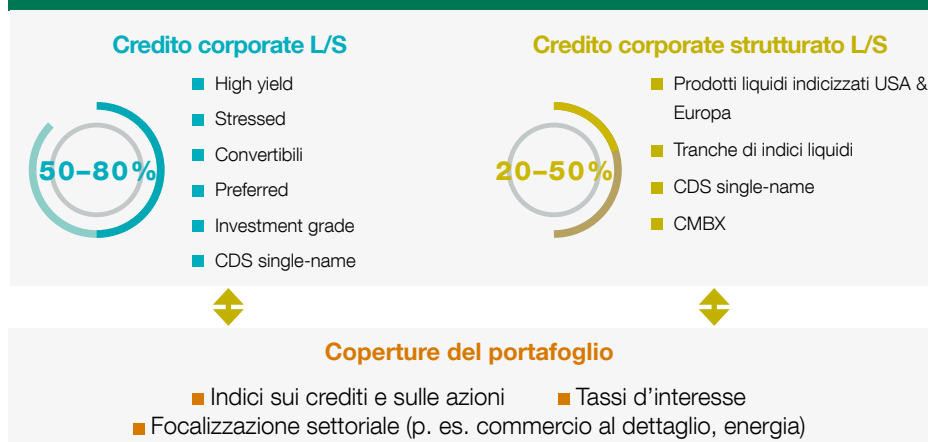 Credito corporate L/S
50–80%
High yield
Stressed
Convertibili
Preferred
Investment grade
CDS single-name
Credito corporate strutturato L/S
20–50%
Prodotti liquidi indicizzati USA &
Europa
Tranche di indici liquidi
CDS single-name
CMBX
Coperture del portafoglio
Indici sui crediti e sulle azioni
Tassi d’interesse
Focalizzazione settoriale (p. es. commercio al dettaglio, energia)